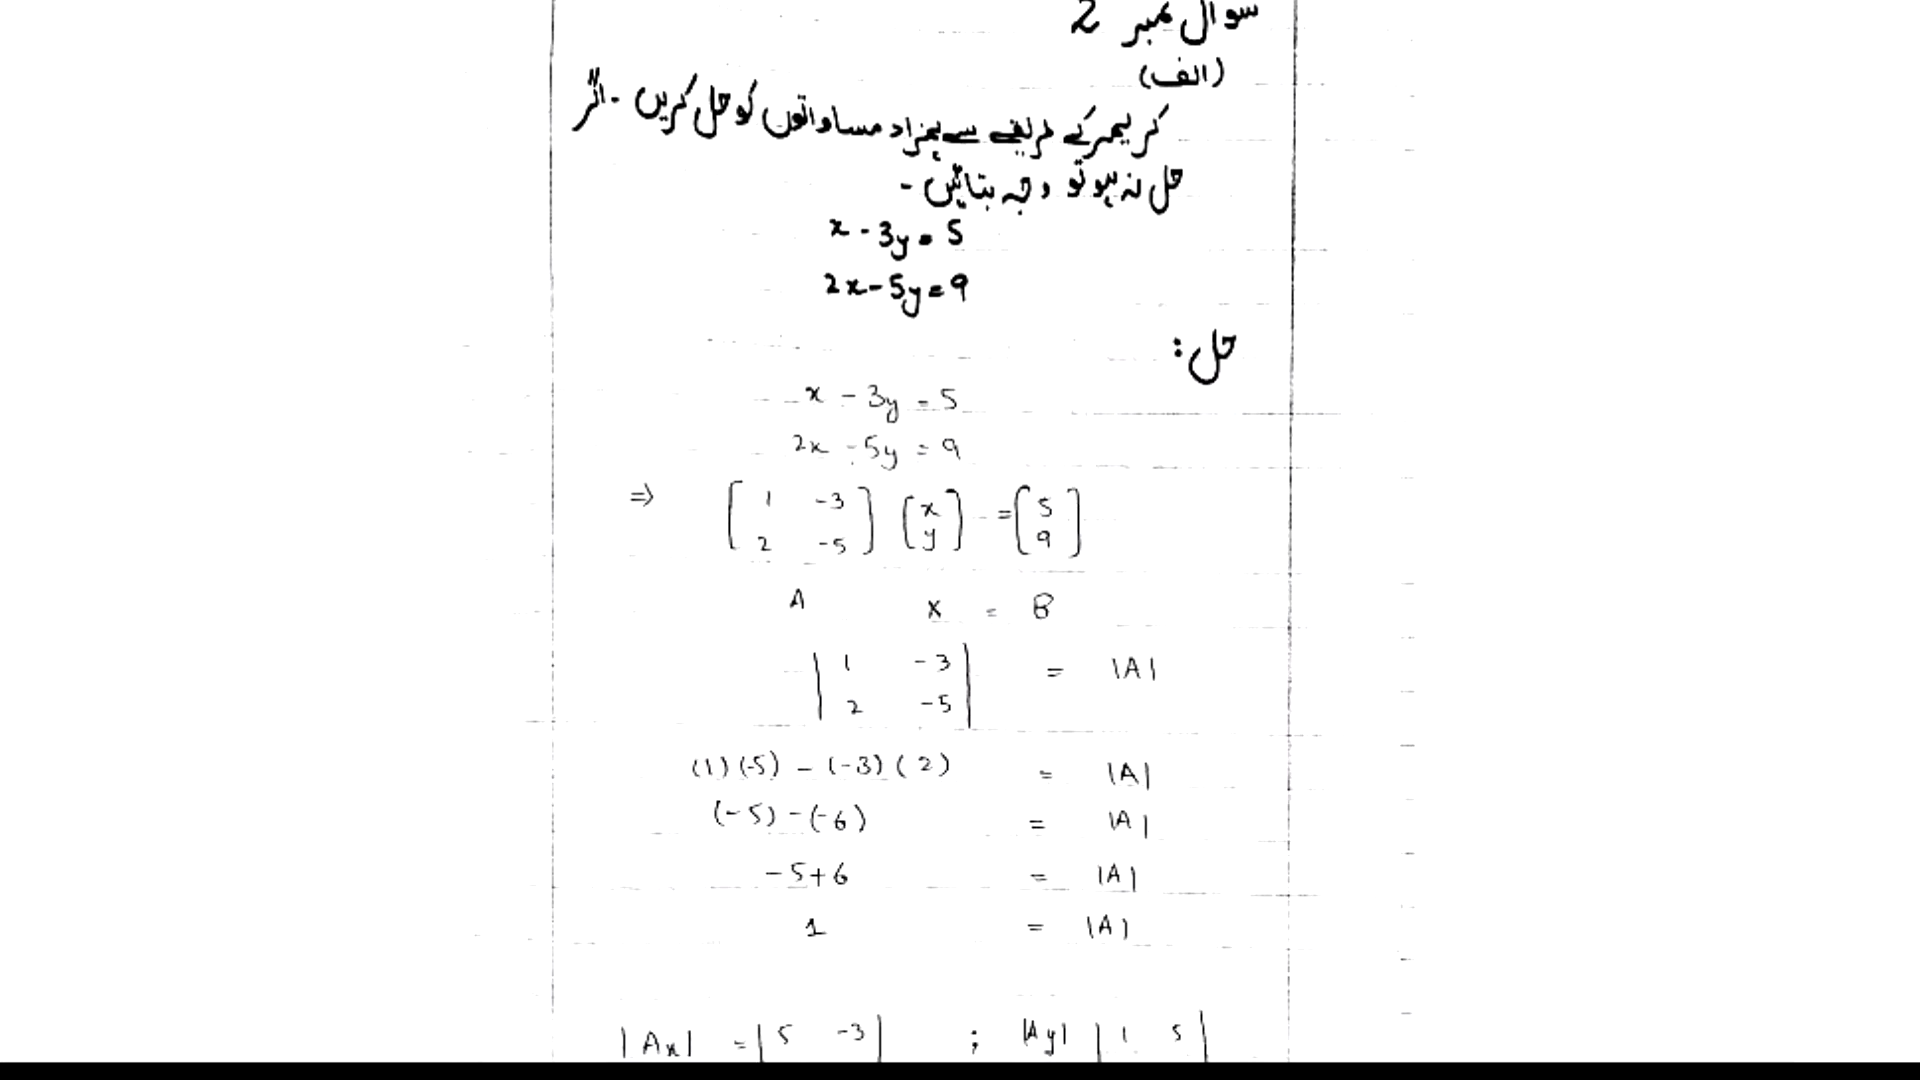 سوال نمبر 2
(الف)
کریمر کے طریقے سے ہمزاد مساواتوں کو حل کریں ۔ اگر
حل نہ ہو تو وجہ بتائیں ۔
x - 3y = 5
2x - 5y = 9
حل :
x - 3y = 5
2x - 5y = 9
⇒ [1 -3] [x] = [5]
[2 -5] [y] [9]
A X = B
| 1 -3 | = |A|
| 2 -5 |
(1)(-5) - (-3)(2) = |A|
(-5) - (-6) = |A|
-5+6 = |A|
1 = |A|
|Ax| = | 5 -3 | ; |Ay| | 1 5 |